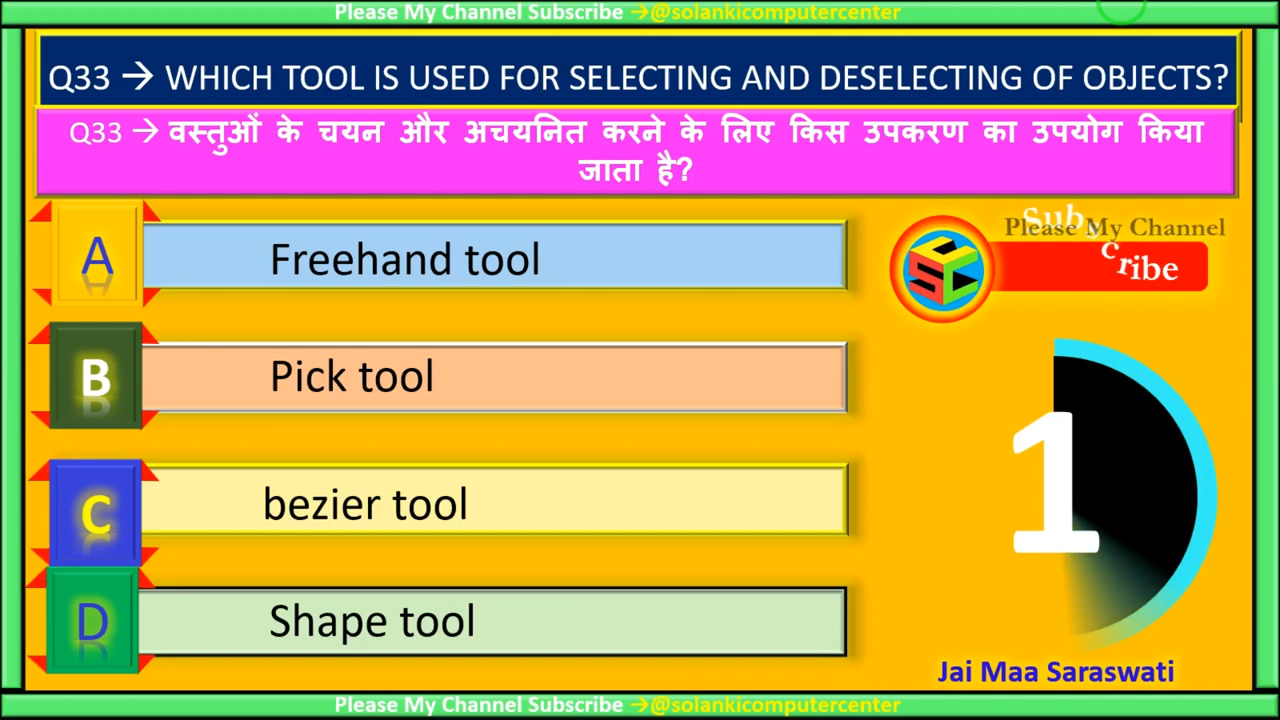 Please My Channel Subscribe →@solankicomputercenter
Q33 → WHICH TOOL IS USED FOR SELECTING AND DESELECTING OF OBJECTS?
Q33 → वस्तुओं के चयन और अचयनित करने के लिए किस उपकरण का उपयोग किया
जाता है?
A Freehand tool
Please My Channel
Subscribe
SCC
B Pick tool
1
C bezier tool
D Shape tool
Jai Maa Saraswati
Please My Channel Subscribe →@solankicomputercenter